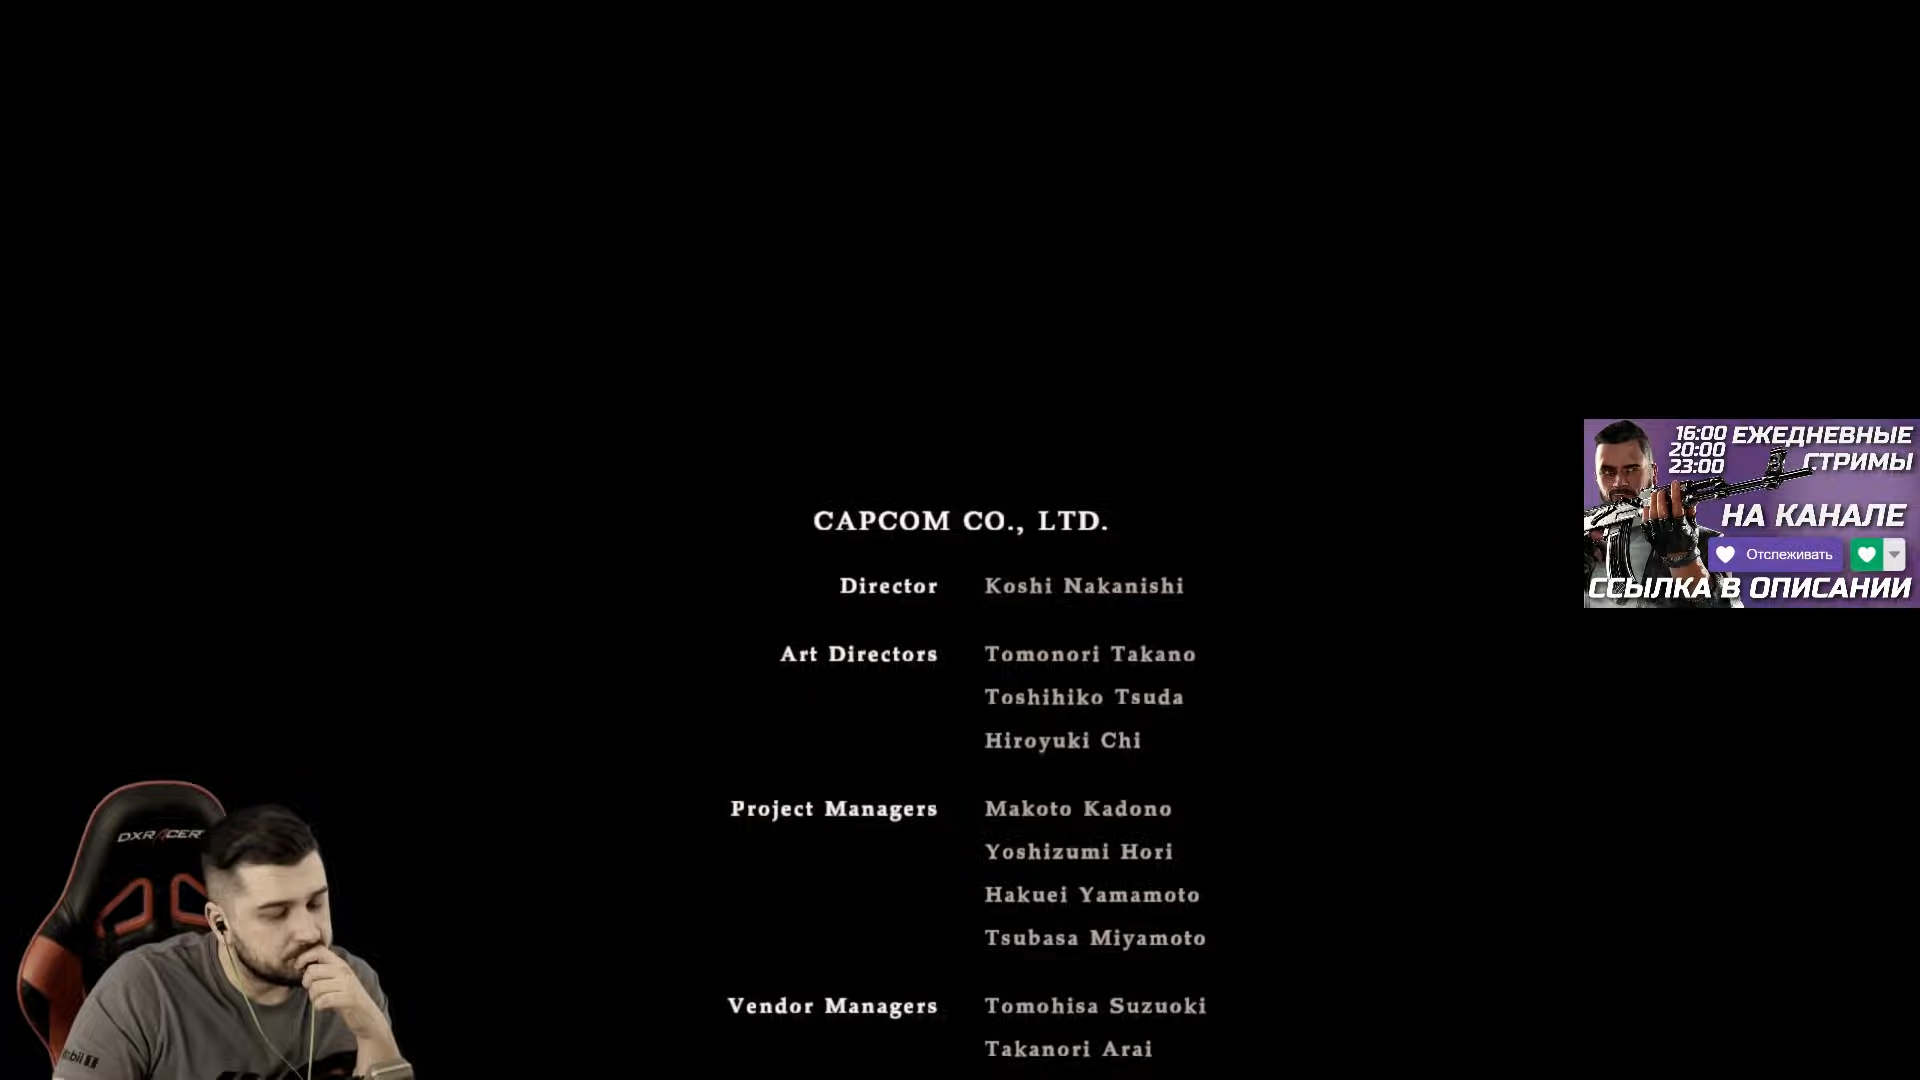 16:00 ЕЖЕДНЕВНЫЕ
20:00 СТРИМЫ
23:00
НА КАНАЛЕ
Отслеживать
ССЫЛКА В ОПИСАНИИ
CAPCOM CO., LTD.
Director Koshi Nakanishi
Art Directors Tomonori Takano
Toshihiko Tsuda
Hiroyuki Chi
Project Managers Makoto Kadono
Yoshizumi Hori
Hakuei Yamamoto
Tsubasa Miyamoto
Vendor Managers Tomohisa Suzuoki
Takanori Arai
DXRACER